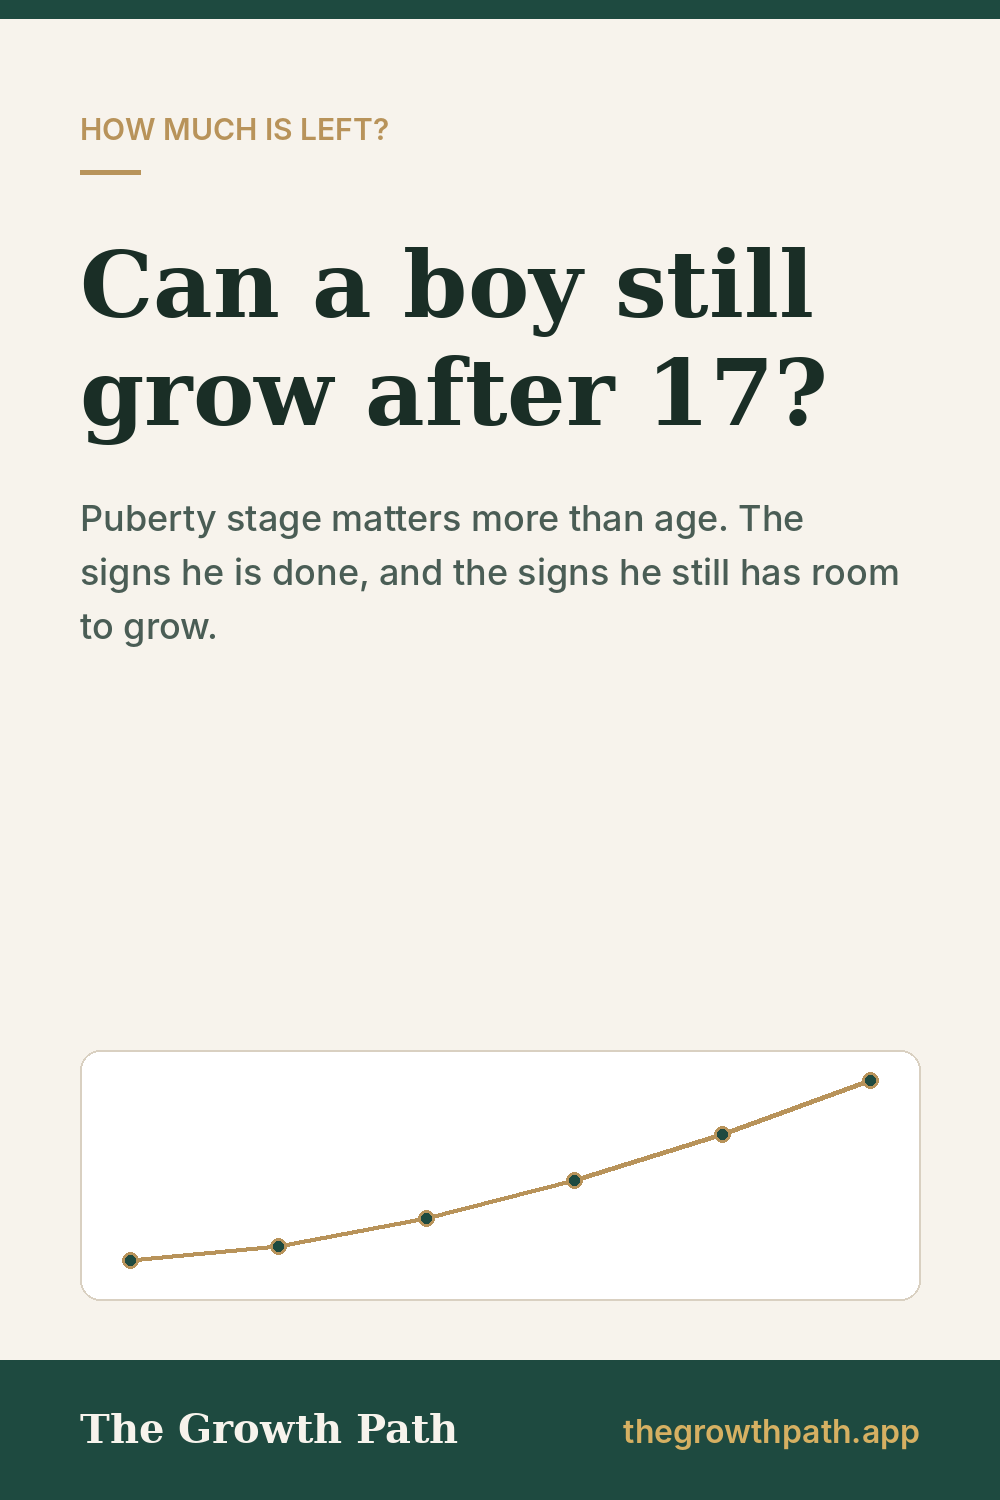 HOW MUCH IS LEFT?
Can a boy still
grow after 17?
Puberty stage matters more than age. The
signs he is done, and the signs he still has room
to grow.
The Growth Path
thegrowthpath.app